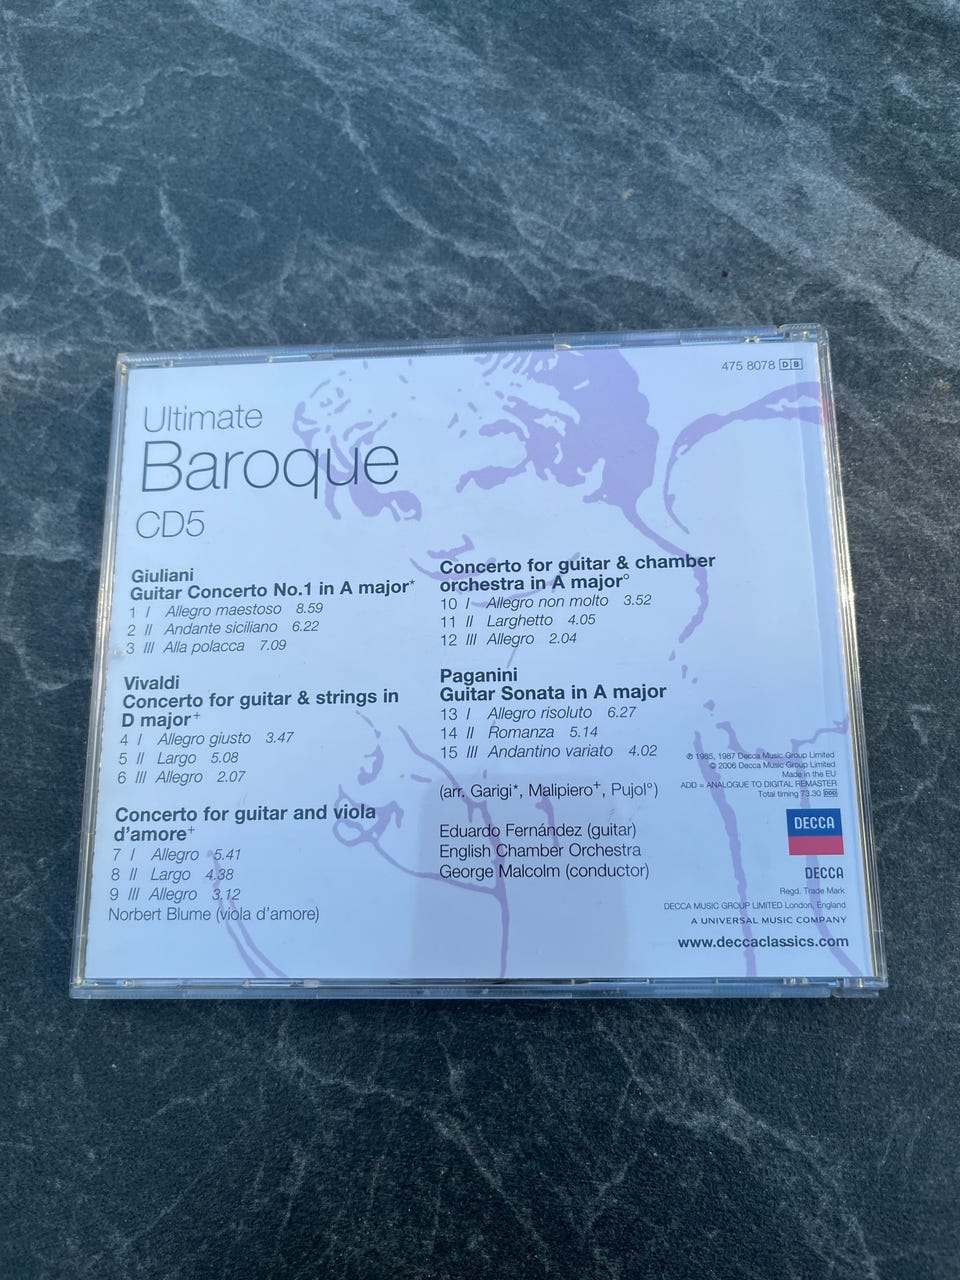 475 8078 DB
Ultimate
Baroque
CD5
Giuliani
Guitar Concerto No.1 in A major*
1 I Allegro maestoso 8.59
2 II Andante siciliano 6.22
3 III Alla polacca 7.09
Vivaldi
Concerto for guitar & strings in
D major+
4 I Allegro giusto 3.47
5 II Largo 5.08
6 III Allegro 2.07
Concerto for guitar and viola
d'amore+
7 I Allegro 5.41
8 II Largo 4.38
9 III Allegro 3.12
Norbert Blume (viola d'amore)
Concerto for guitar & chamber
orchestra in A major°
10 I Allegro non molto 3.52
11 II Larghetto 4.05
12 III Allegro 2.04
Paganini
Guitar Sonata in A major
13 I Allegro risoluto 6.27
14 II Romanza 5.14
15 III Andantino variato 4.02
(arr. Garigi*, Malipiero+, Pujol°)
Eduardo Fernández (guitar)
English Chamber Orchestra
George Malcolm (conductor)
℗ 1985, 1987 Decca Music Group Limited
© 2006 Decca Music Group Limited
Made in the EU
ADD = ANALOGUE TO DIGITAL REMASTER
Total timing 73.30 DDD
DECCA
DECCA
Regd. Trade Mark
DECCA MUSIC GROUP LIMITED London, England
A UNIVERSAL MUSIC COMPANY
www.deccaclassics.com